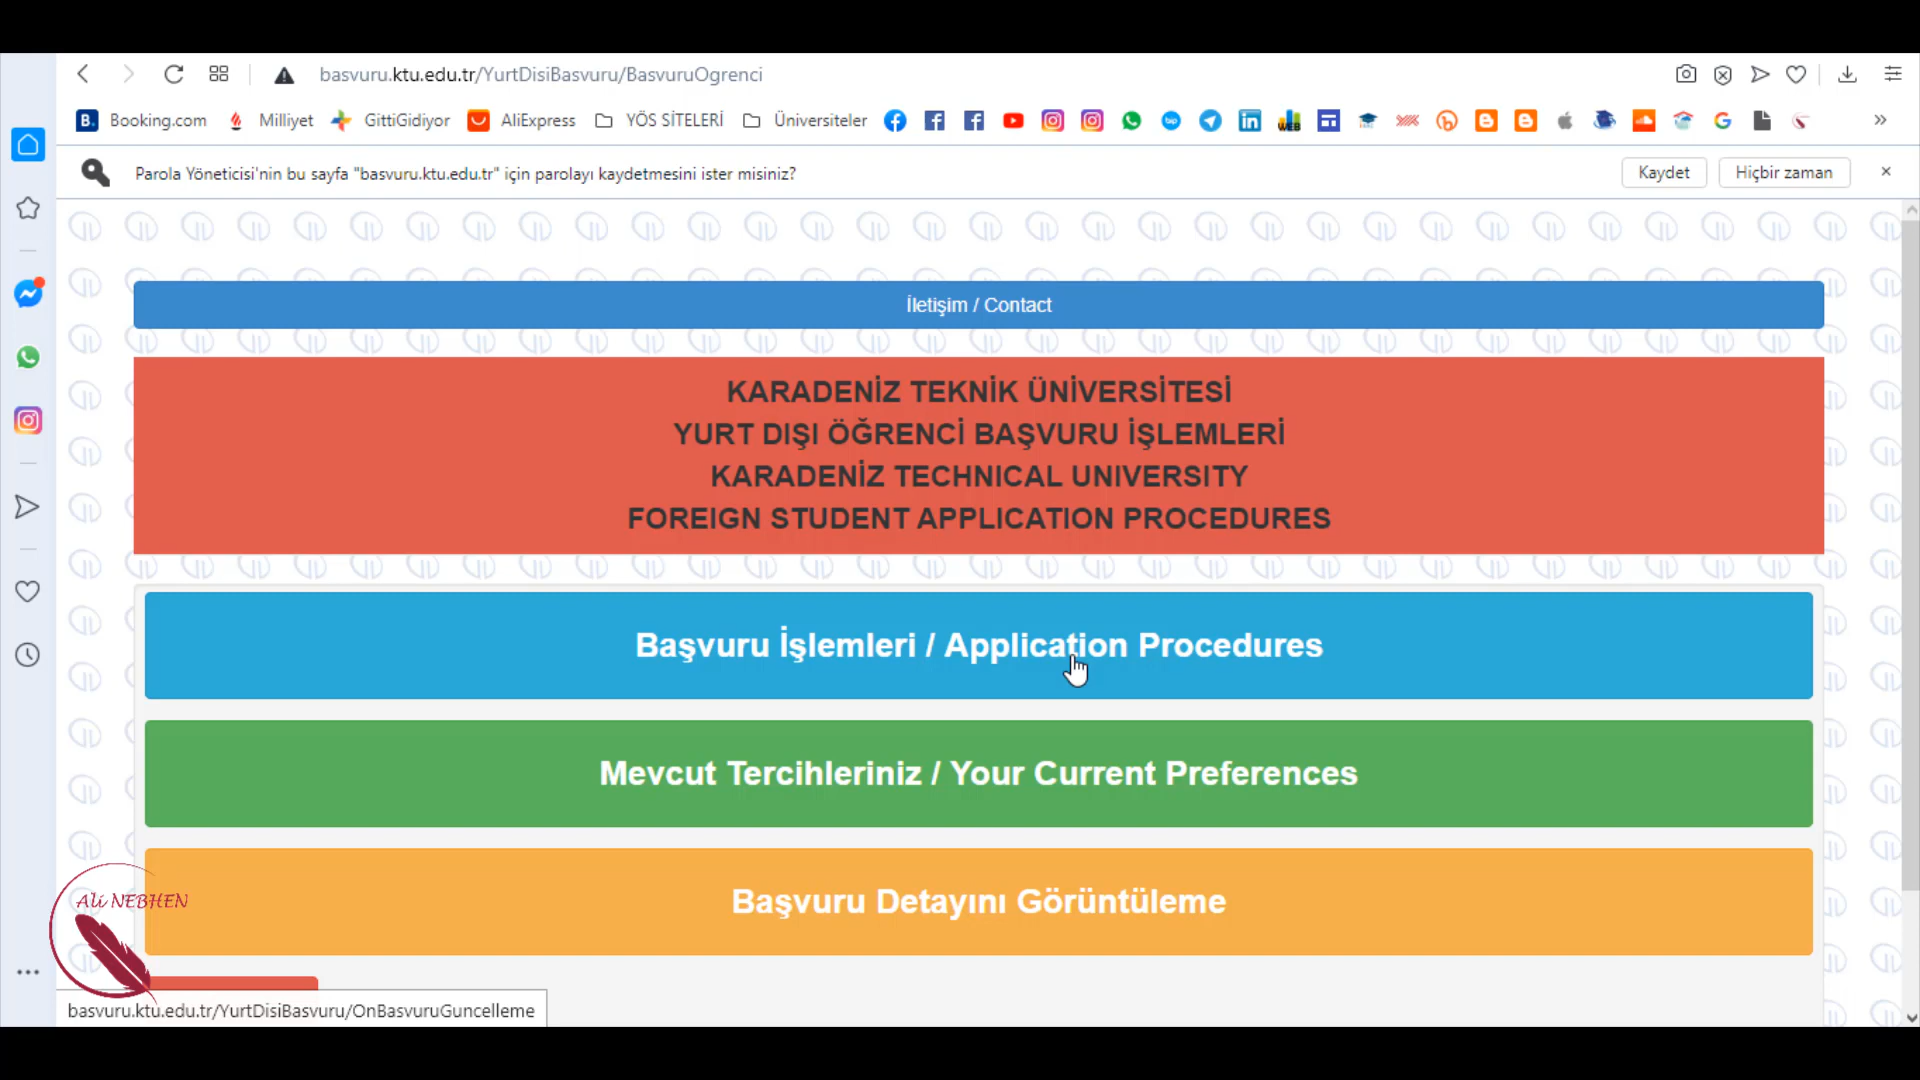 basvuru.ktu.edu.tr/YurtDisiBasvuru/BasvuruOgrenci
Booking.com Milliyet GittiGidiyor AliExpress YÖS SİTELERİ Üniversiteler
Parola Yöneticisi'nin bu sayfa "basvuru.ktu.edu.tr" için parolayı kaydetmesini ister misiniz? Kaydet Hiçbir zaman
İletişim / Contact
KARADENİZ TEKNİK ÜNİVERSİTESİ
YURT DIŞI ÖĞRENCİ BAŞVURU İŞLEMLERİ
KARADENİZ TECHNICAL UNIVERSITY
FOREIGN STUDENT APPLICATION PROCEDURES
Başvuru İşlemleri / Application Procedures
Mevcut Tercihleriniz / Your Current Preferences
Başvuru Detayını Görüntüleme
Ali NEBHEN
basvuru.ktu.edu.tr/YurtDisiBasvuru/OnBasvuruGuncelleme